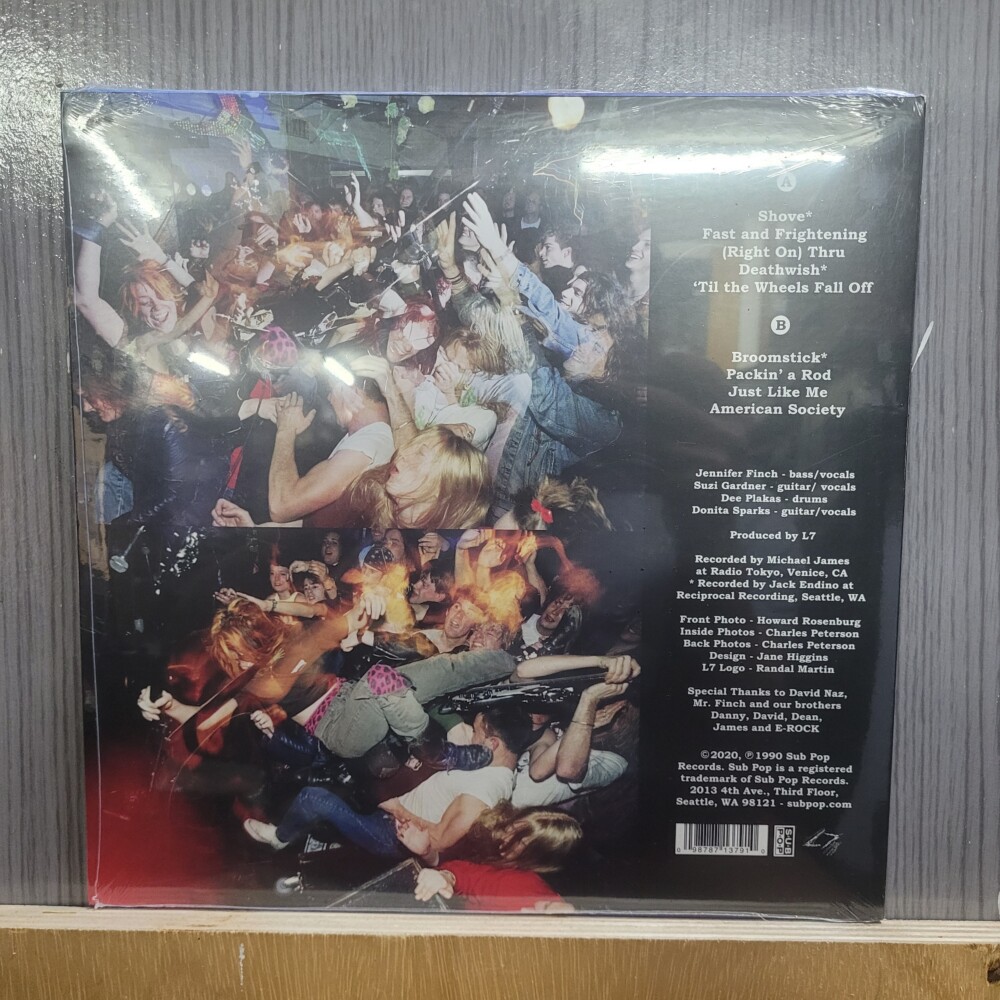 A
Shove*
Fast and Frightening
(Right On) Thru
Deathwish*
‘Til the Wheels Fall Off
B
Broomstick*
Packin’ a Rod
Just Like Me
American Society
Jennifer Finch - bass/vocals
Suzi Gardner - guitar/ vocals
Dee Plakas - drums
Donita Sparks - guitar/vocals
Produced by L7
Recorded by Michael James
at Radio Tokyo, Venice, CA
* Recorded by Jack Endino at
Reciprocal Recording, Seattle, WA
Front Photo - Howard Rosenburg
Inside Photos - Charles Peterson
Back Photos - Charles Peterson
Design - Jane Higgins
L7 Logo - Randal Martin
Special Thanks to David Naz,
Mr. Finch and our brothers
Danny, David, Dean,
James and E-ROCK
©2020, ℗1990 Sub Pop
Records. Sub Pop is a registered
trademark of Sub Pop Records.
2013 4th Ave., Third Floor,
Seattle, WA 98121 - subpop.com
0 98787 13791 0
SUB
POP
L7